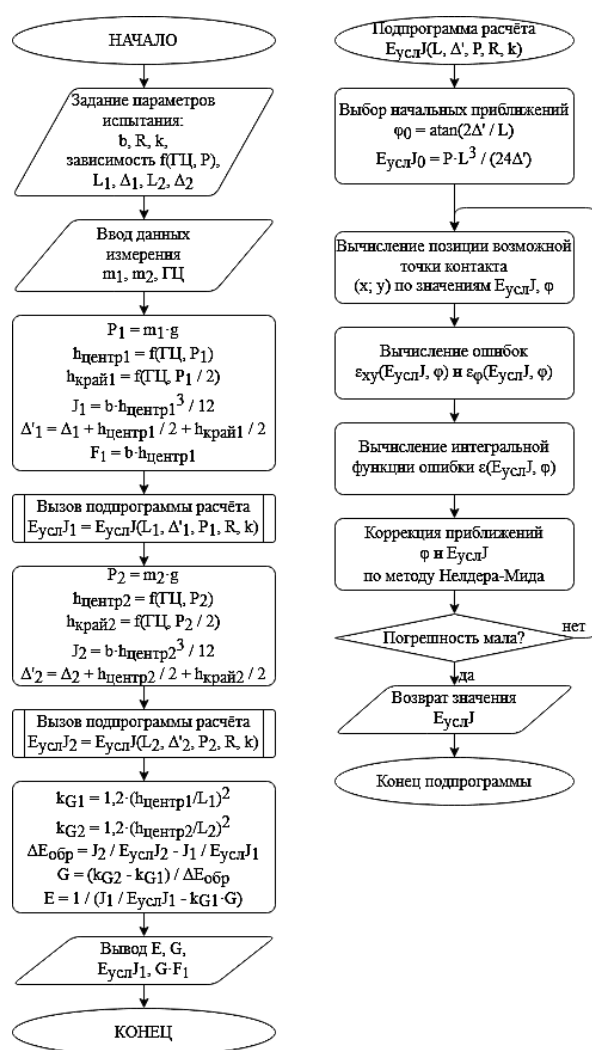 НАЧАЛО
Задание параметров
испытания:
b, R, k,
зависимость f(ГЦ, P),
L₁, Δ₁, L₂, Δ₂
Ввод данных
измерения
m₁, m₂, ГЦ
P₁ = m₁·g
hцентр1 = f(ГЦ, P₁)
hкрай1 = f(ГЦ, P₁ / 2)
J₁ = b·hцентр1³ / 12
Δ'₁ = Δ₁ + hцентр1 / 2 + hкрай1 / 2
F₁ = b·hцентр1
Вызов подпрограммы расчёта
EуслJ₁ = EуслJ(L₁, Δ'₁, P₁, R, k)
P₂ = m₂·g
hцентр2 = f(ГЦ, P₂)
hкрай2 = f(ГЦ, P₂ / 2)
J₂ = b·hцентр2³ / 12
Δ'₂ = Δ₂ + hцентр2 / 2 + hкрай2 / 2
Вызов подпрограммы расчёта
EуслJ₂ = EуслJ(L₂, Δ'₂, P₂, R, k)
kG1 = 1,2·(hцентр1/L₁)²
kG2 = 1,2·(hцентр2/L₂)²
ΔEобр = J₂ / EуслJ₂ - J₁ / EуслJ₁
G = (kG2 - kG1) / ΔEобр
E = 1 / (J₁ / EуслJ₁ - kG1·G)
Вывод E, G,
EуслJ₁, G·F₁
КОНЕЦ
Подпрограмма расчёта
EуслJ(L, Δ', P, R, k)
Выбор начальных приближений
φ₀ = atan(2Δ' / L)
EуслJ₀ = P·L³ / (24Δ')
Вычисление позиции возможной
точки контакта
(x; y) по значениям EуслJ, φ
Вычисление ошибок
εxy(EуслJ, φ) и εφ(EуслJ, φ)
Вычисление интегральной
функции ошибки ε(EуслJ, φ)
Коррекция приближений
φ и EуслJ
по методу Нелдера-Мида
Погрешность мала?
нет
да
Возврат значения
EуслJ
Конец подпрограммы